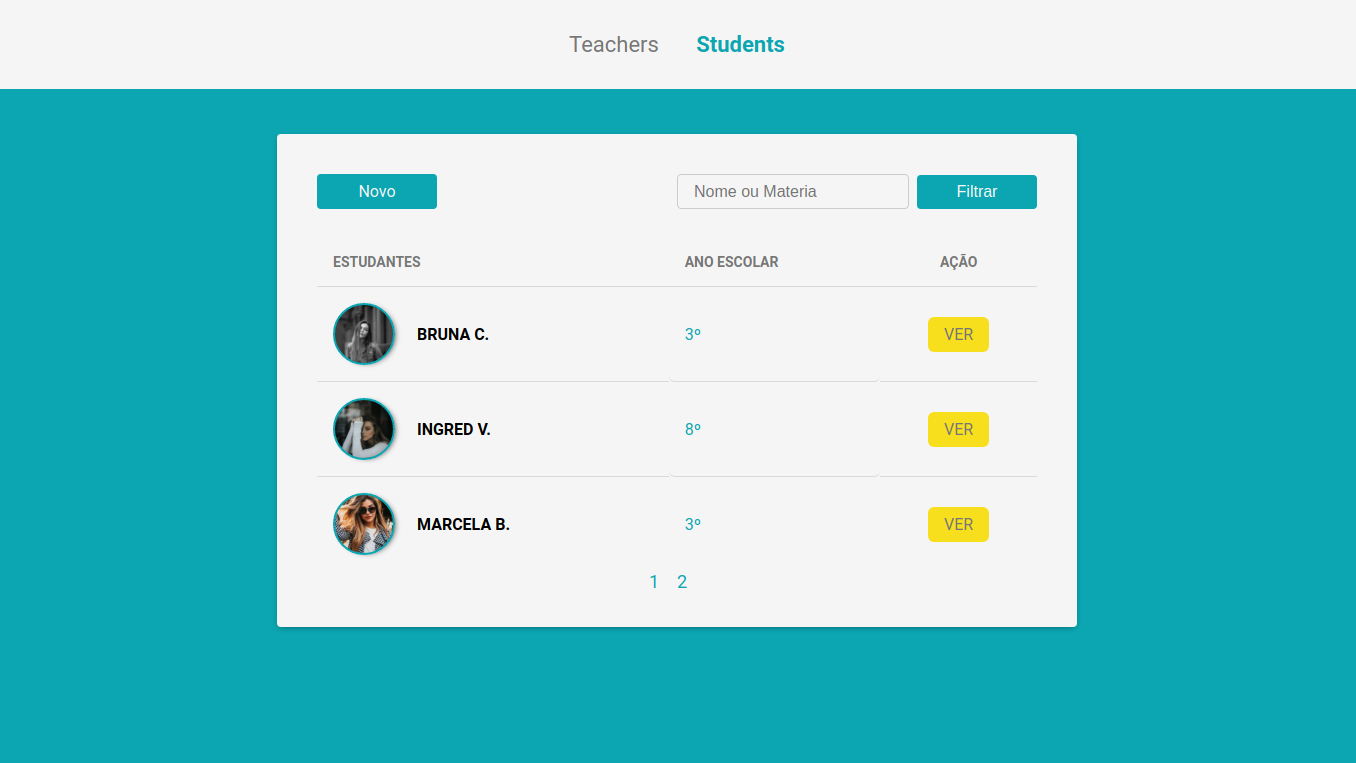 Teachers Students
Novo Nome ou Materia Filtrar
ESTUDANTES ANO ESCOLAR AÇÃO
BRUNA C. 3º VER
INGRED V. 8º VER
MARCELA B. 3º VER
1 2